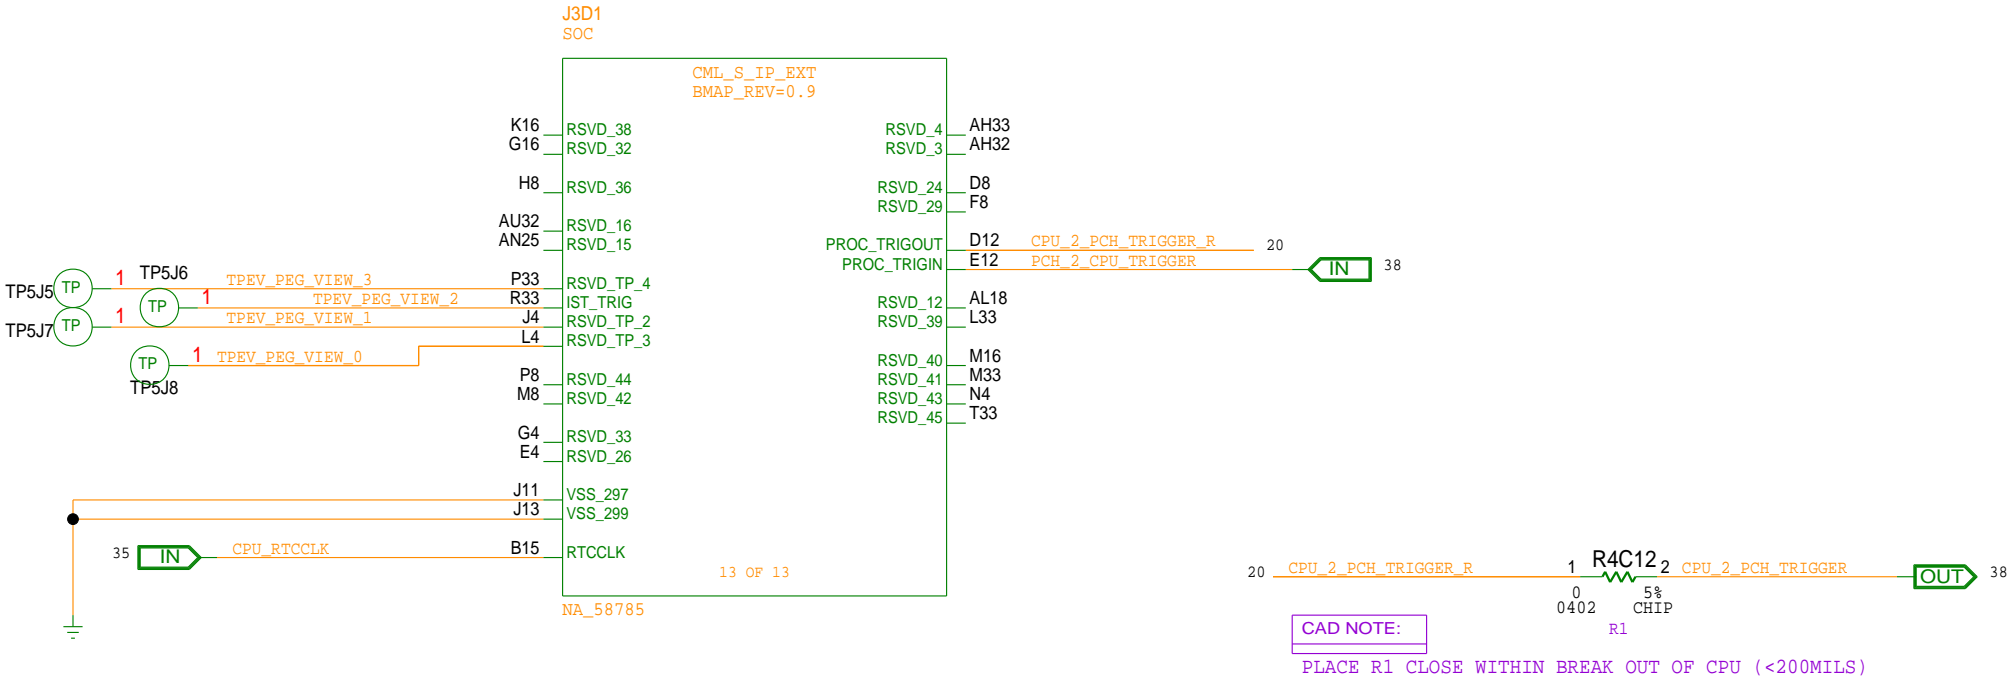 J3D1
SOC
CML_S_IP_EXT
BMAP_REV=0.9
K16 RSVD_38
G16 RSVD_32
H8 RSVD_36
AU32 RSVD_16
AN25 RSVD_15
TP5J5 TP 1 TPEV_PEG_VIEW_3 P33 RSVD_TP_4
TP5J6 TP 1 TPEV_PEG_VIEW_2 R33 IST_TRIG
TP5J7 TP 1 TPEV_PEG_VIEW_1 J4 RSVD_TP_2
TP5J8 TP 1 TPEV_PEG_VIEW_0 L4 RSVD_TP_3
P8 RSVD_44
M8 RSVD_42
G4 RSVD_33
E4 RSVD_26
J11 VSS_297
J13 VSS_299
35 IN CPU_RTCCLK B15 RTCCLK
RSVD_4 AH33
RSVD_3 AH32
RSVD_24 D8
RSVD_29 F8
PROC_TRIGOUT D12 CPU_2_PCH_TRIGGER_R 20
PROC_TRIGIN E12 PCH_2_CPU_TRIGGER IN 38
RSVD_12 AL18
RSVD_39 L33
RSVD_40 M16
RSVD_41 M33
RSVD_43 N4
RSVD_45 T33
13 OF 13
NA_58785
20 CPU_2_PCH_TRIGGER_R 1 R4C12 2 CPU_2_PCH_TRIGGER OUT 38
0 5%
0402 CHIP
R1
CAD NOTE:
PLACE R1 CLOSE WITHIN BREAK OUT OF CPU (<200MILS)